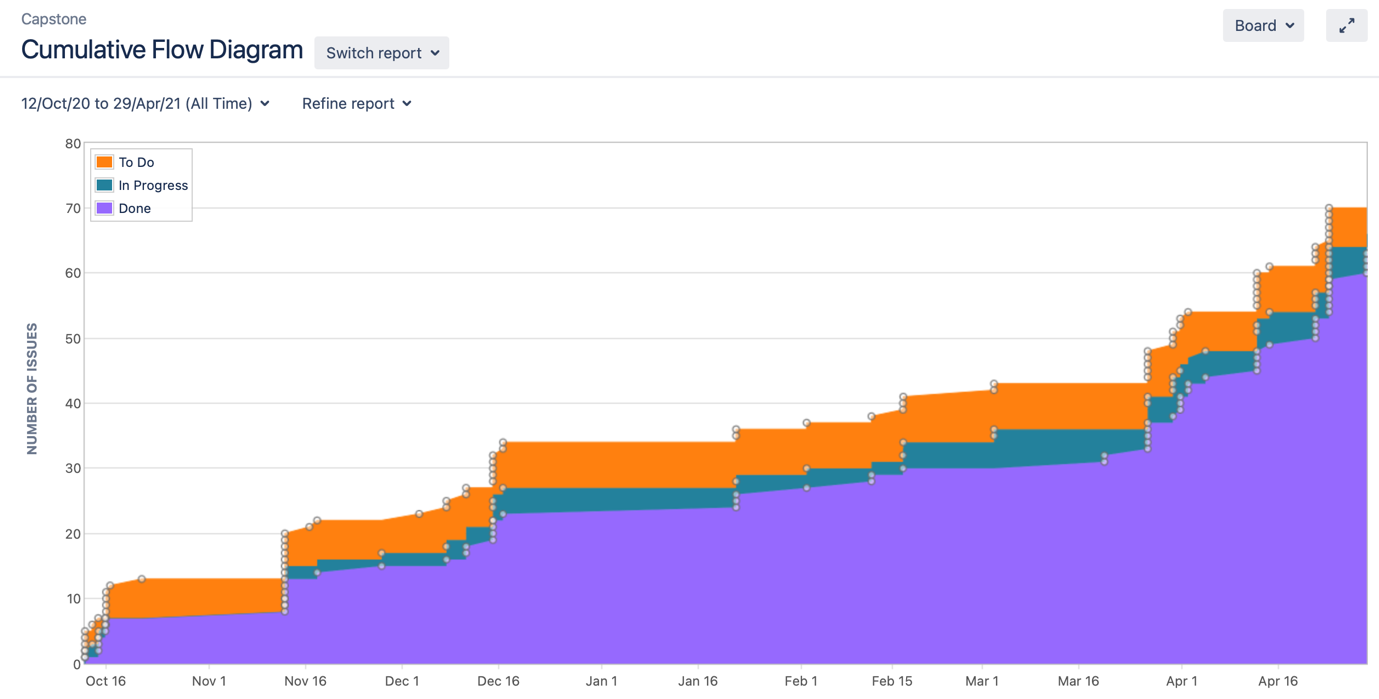 Capstone
Cumulative Flow Diagram
Switch report
Board
12/Oct/20 to 29/Apr/21 (All Time)
Refine report
80
70
60
50
40
30
20
10
0
NUMBER OF ISSUES
To Do
In Progress
Done
Oct 16
Nov 1
Nov 16
Dec 1
Dec 16
Jan 1
Jan 16
Feb 1
Feb 15
Mar 1
Mar 16
Apr 1
Apr 16